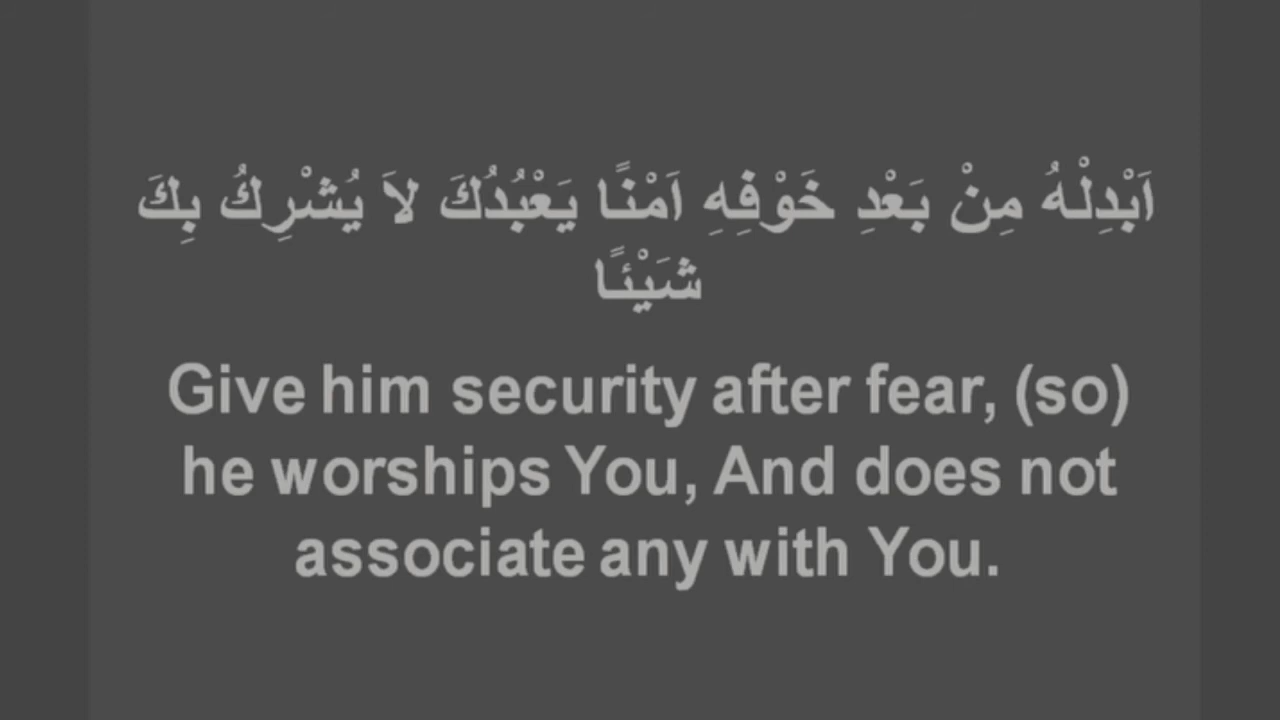 اَبْدِلْهُ مِنْ بَعْدِ خَوْفِهِ اَمْنًا يَعْبُدُكَ لاَ يُشْرِكُ بِكَ
شَيْئًا
Give him security after fear, (so)
he worships You, And does not
associate any with You.